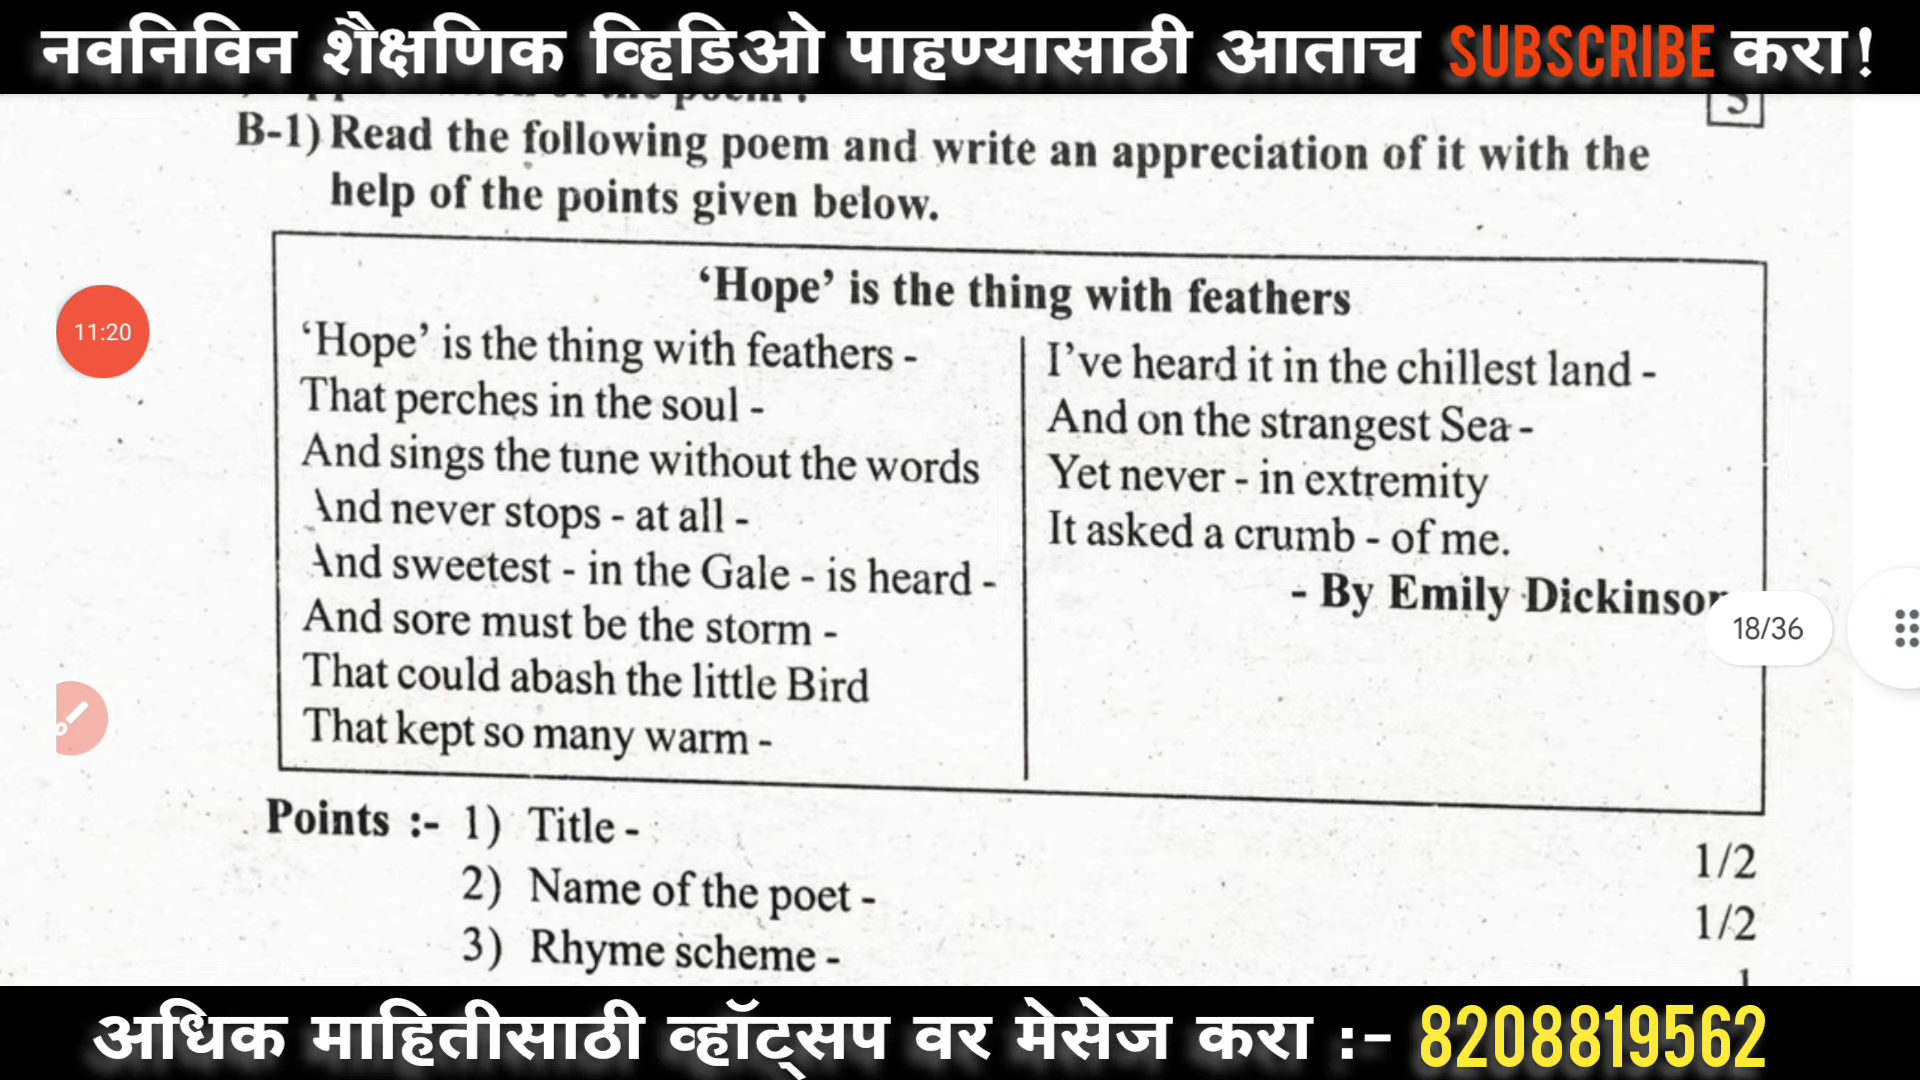 नवनिविन शैक्षणिक व्हिडिओ पाहण्यासाठी आताच SUBSCRIBE करा!
of the poem :
5
B-1) Read the following poem and write an appreciation of it with the
help of the points given below.
‘Hope’ is the thing with feathers
‘Hope’ is the thing with feathers -
That perches in the soul -
And sings the tune without the words
And never stops - at all -
And sweetest - in the Gale - is heard -
And sore must be the storm -
That could abash the little Bird
That kept so many warm -
I’ve heard it in the chillest land -
And on the strangest Sea -
Yet never - in extremity
It asked a crumb - of me.
- By Emily Dickinson
11:20
18/36
Points :- 1) Title - 1/2
2) Name of the poet - 1/2
3) Rhyme scheme - 1
अधिक माहितीसाठी व्हॉट्सप वर मेसेज करा :- 8208819562